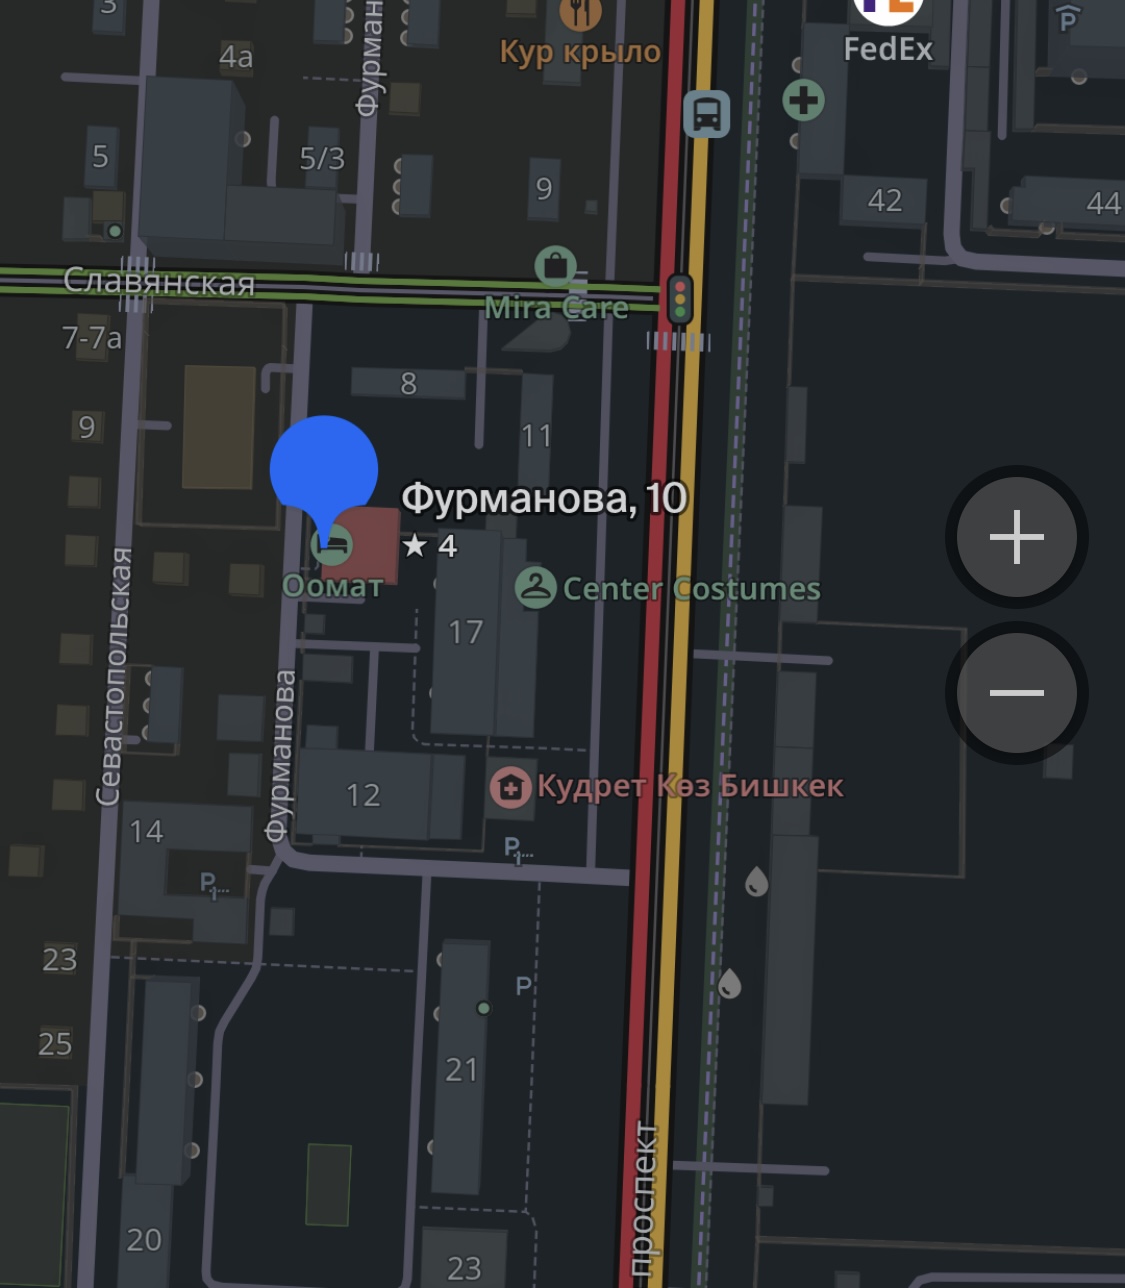 3
Фурман
4а
Кур крыло
FedEx
P
5
5/3
9
42
44
Славянская
Mira Care
7-7а
8
9
11
Фурманова, 10
★ 4
Оомат
Center Costumes
17
Севастопольская
Фурманова
12
Кудрет Көз Бишкек
14
P...
P...
23
P
25
21
проспект
20
23